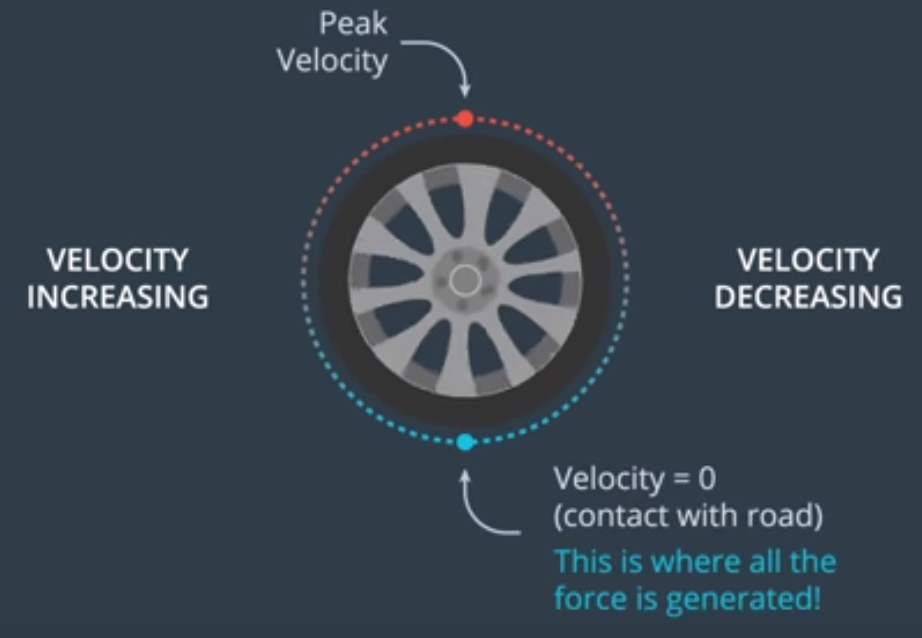 Peak
Velocity
VELOCITY
INCREASING
VELOCITY
DECREASING
Velocity = 0
(contact with road)
This is where all the
force is generated!